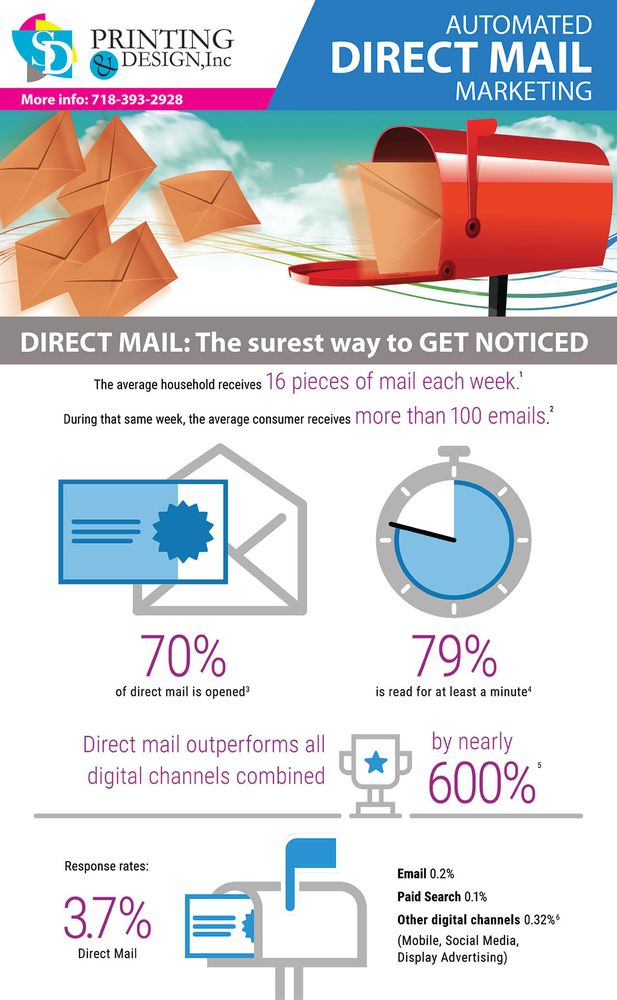 SD PRINTING
& DESIGN,Inc
More info: 718-393-2928
AUTOMATED
DIRECT MAIL
MARKETING
DIRECT MAIL: The surest way to GET NOTICED
The average household receives 16 pieces of mail each week.¹
During that same week, the average consumer receives more than 100 emails.²
70%
of direct mail is opened³
79%
is read for at least a minute⁴
Direct mail outperforms all
digital channels combined
by nearly
600%⁵
Response rates:
3.7%
Direct Mail
Email 0.2%
Paid Search 0.1%
Other digital channels 0.32%⁶
(Mobile, Social Media,
Display Advertising)